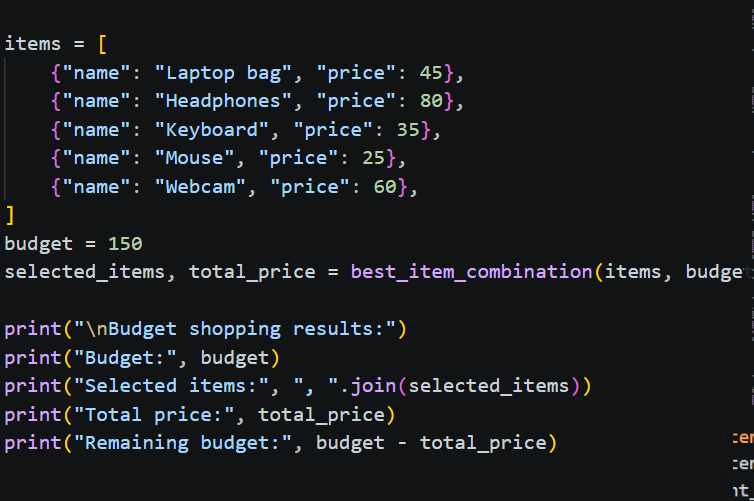 items = [
    {"name": "Laptop bag", "price": 45},
    {"name": "Headphones", "price": 80},
    {"name": "Keyboard", "price": 35},
    {"name": "Mouse", "price": 25},
    {"name": "Webcam", "price": 60},
]
budget = 150
selected_items, total_price = best_item_combination(items, budge

print("\nBudget shopping results:")
print("Budget:", budget)
print("Selected items:", ", ".join(selected_items))
print("Total price:", total_price)
print("Remaining budget:", budget - total_price)